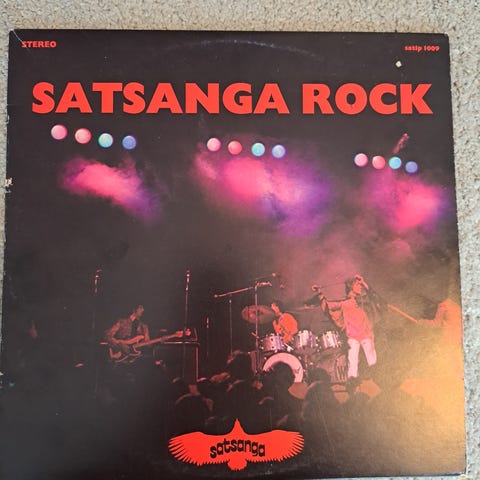 STEREO
satlp 1009
SATSANGA ROCK
satsanga